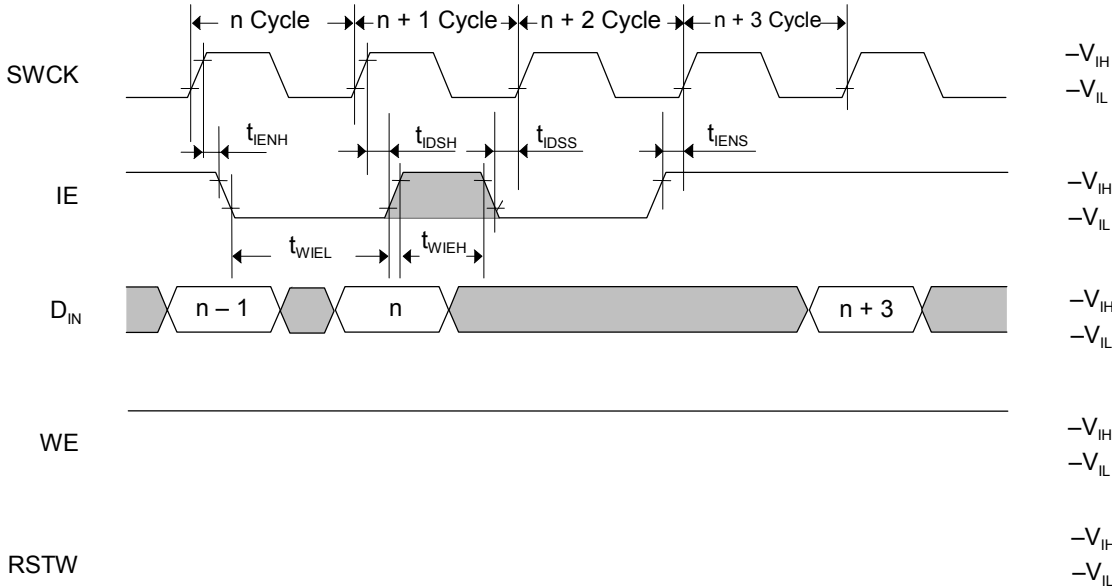 n Cycle
n + 1 Cycle
n + 2 Cycle
n + 3 Cycle
SWCK
–VIH
–VIL
tIENH
tIDSH
tIDSS
tIENS
IE
–VIH
–VIL
tWIEL
tWIEH
DIN
n – 1
n
n + 3
–VIH
–VIL
WE
–VIH
–VIL
RSTW
–VIH
–VIL